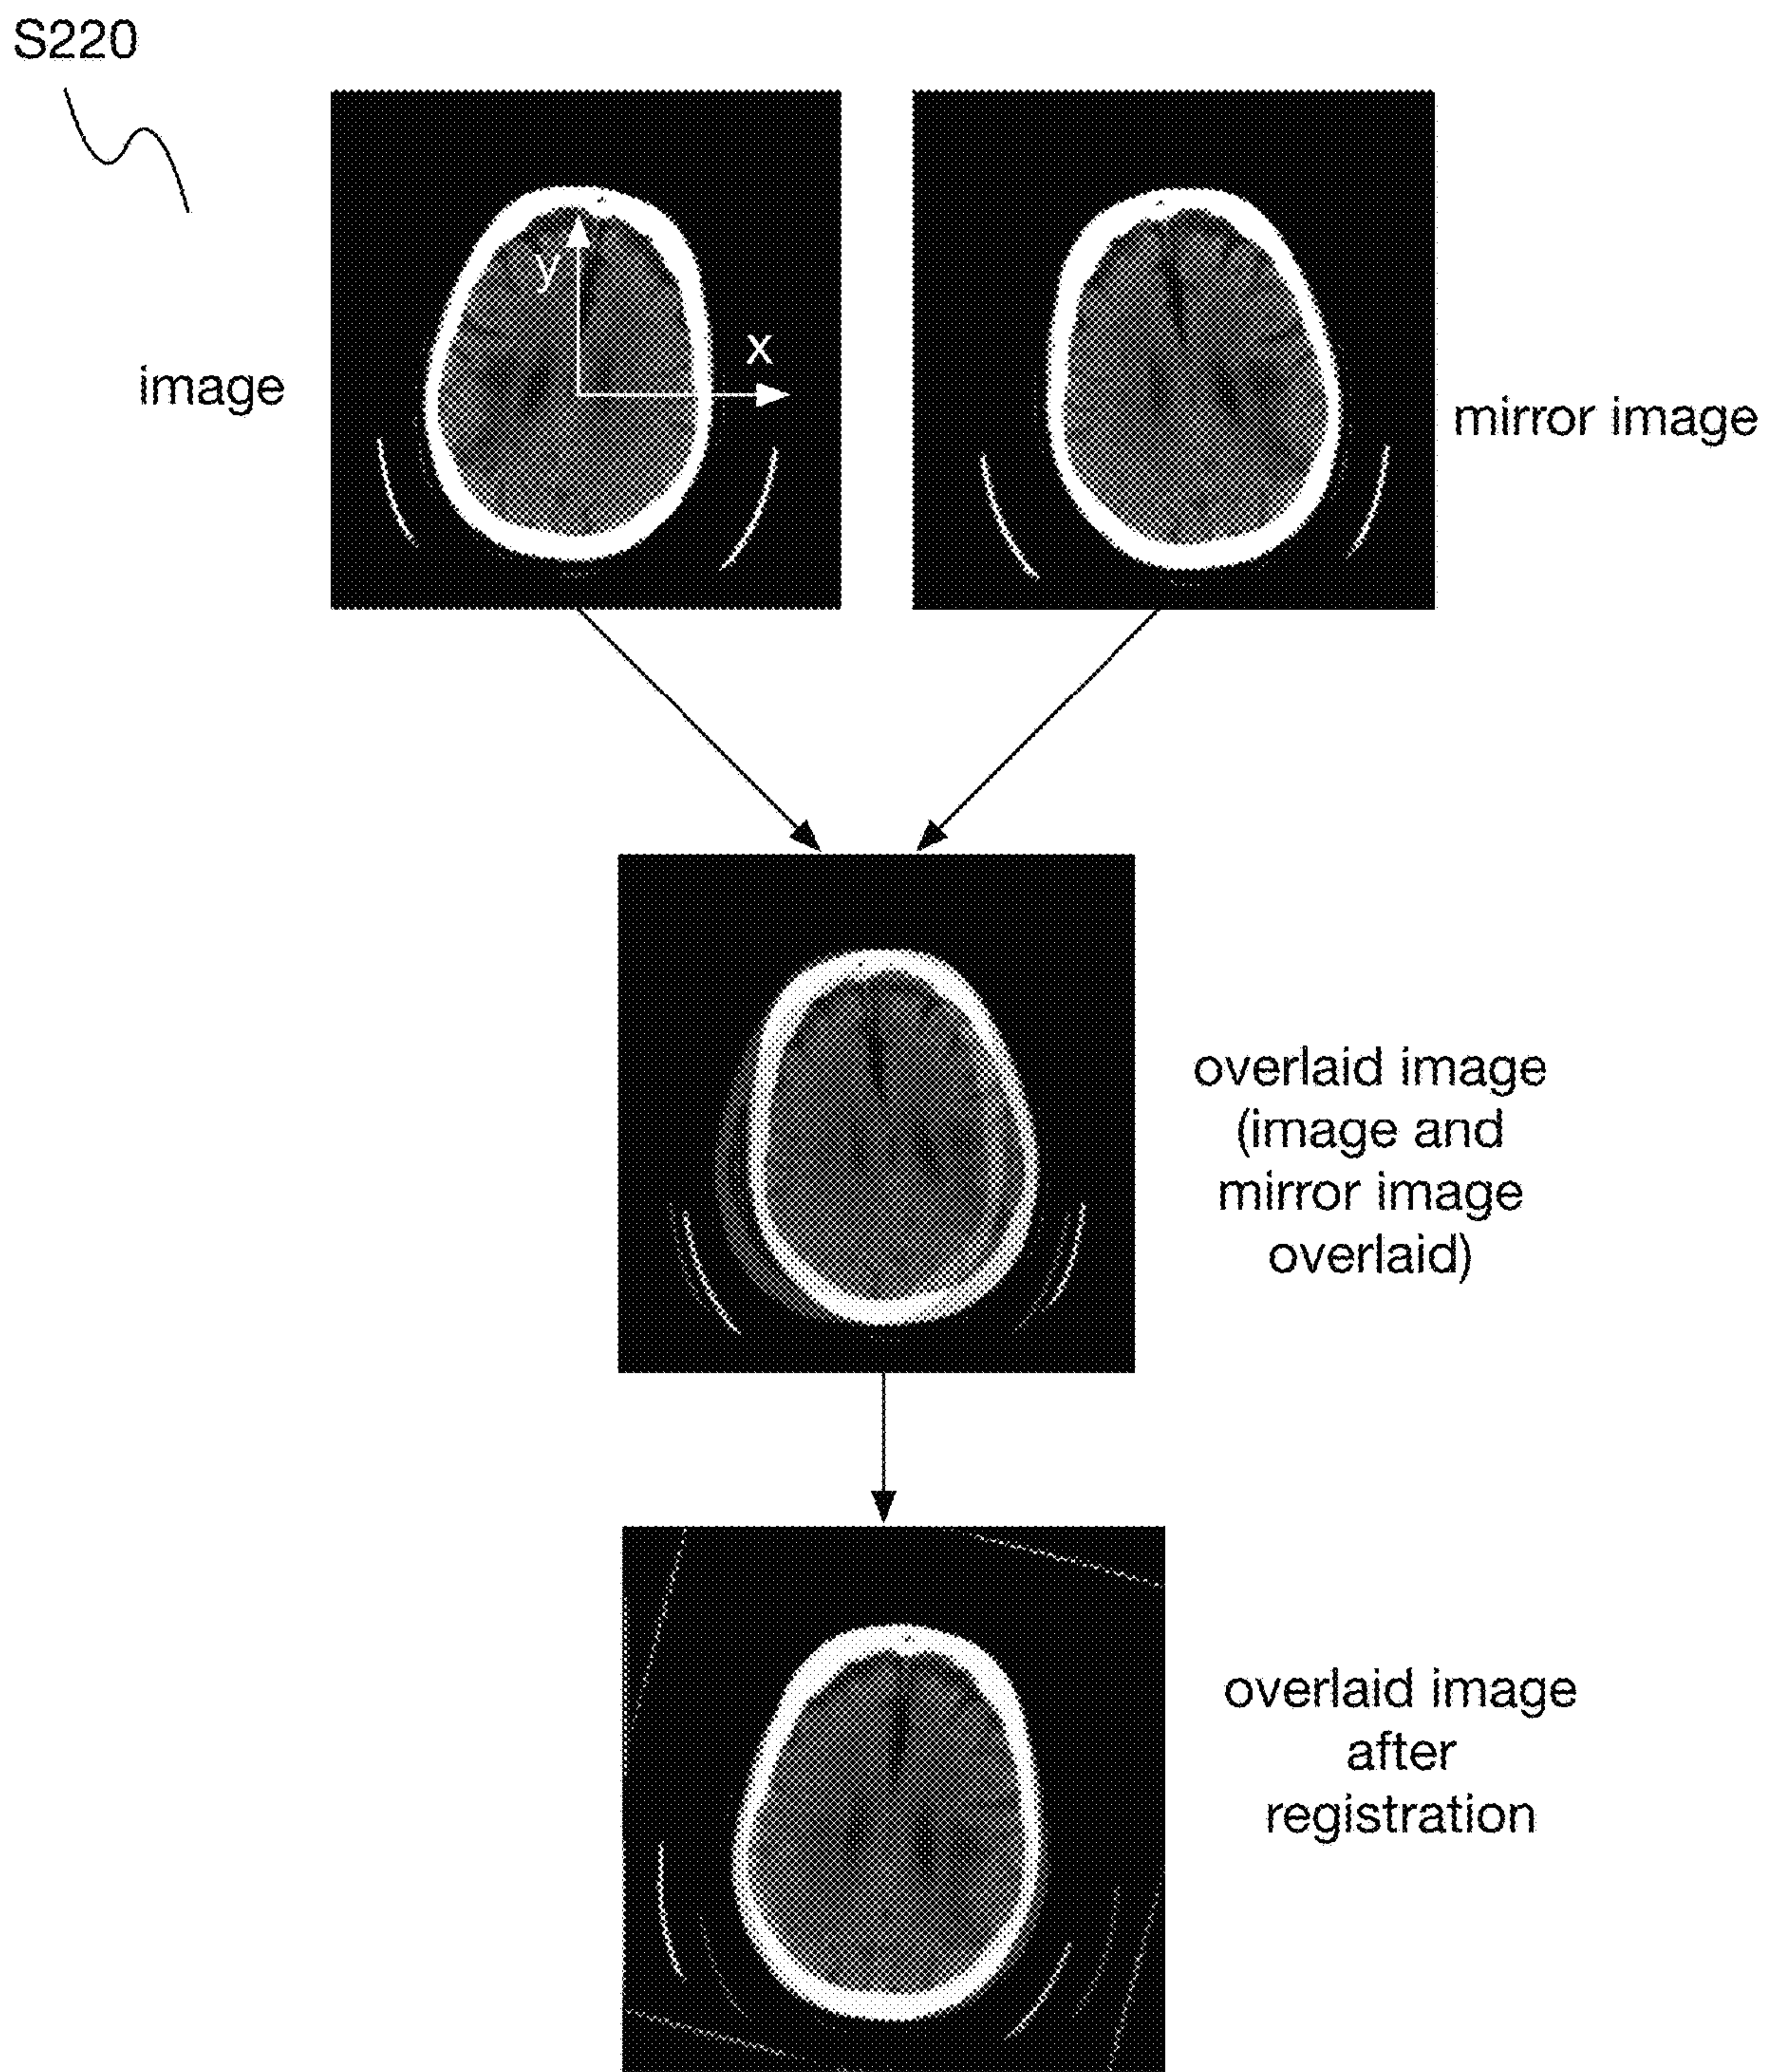 S220
image
y
x
mirror image
overlaid image
(image and
mirror image
overlaid)
overlaid image
after
registration